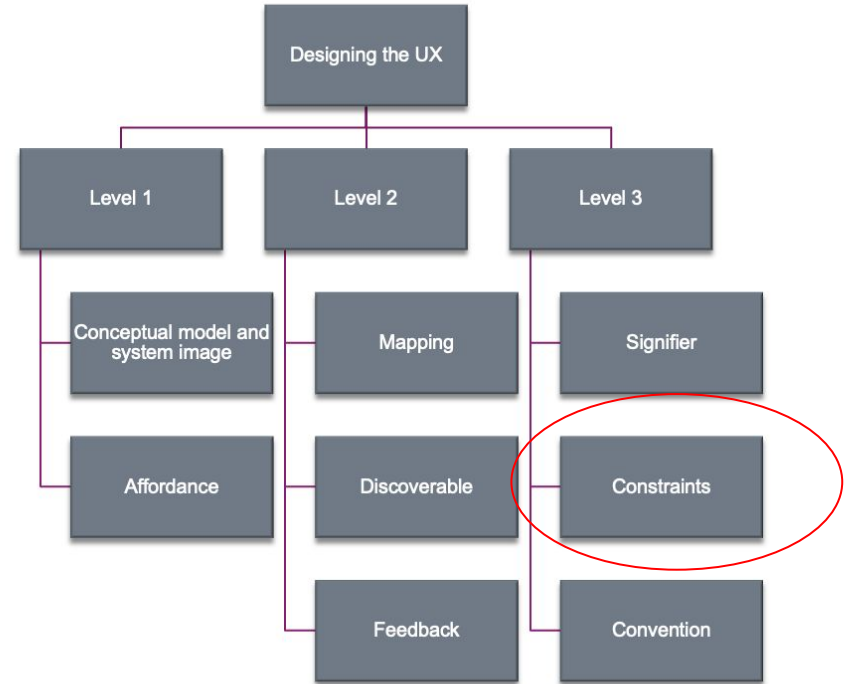 Designing the UX
Level 1
Level 2
Level 3
Conceptual model and
system image
Mapping
Signifier
Affordance
Discoverable
Constraints
Feedback
Convention